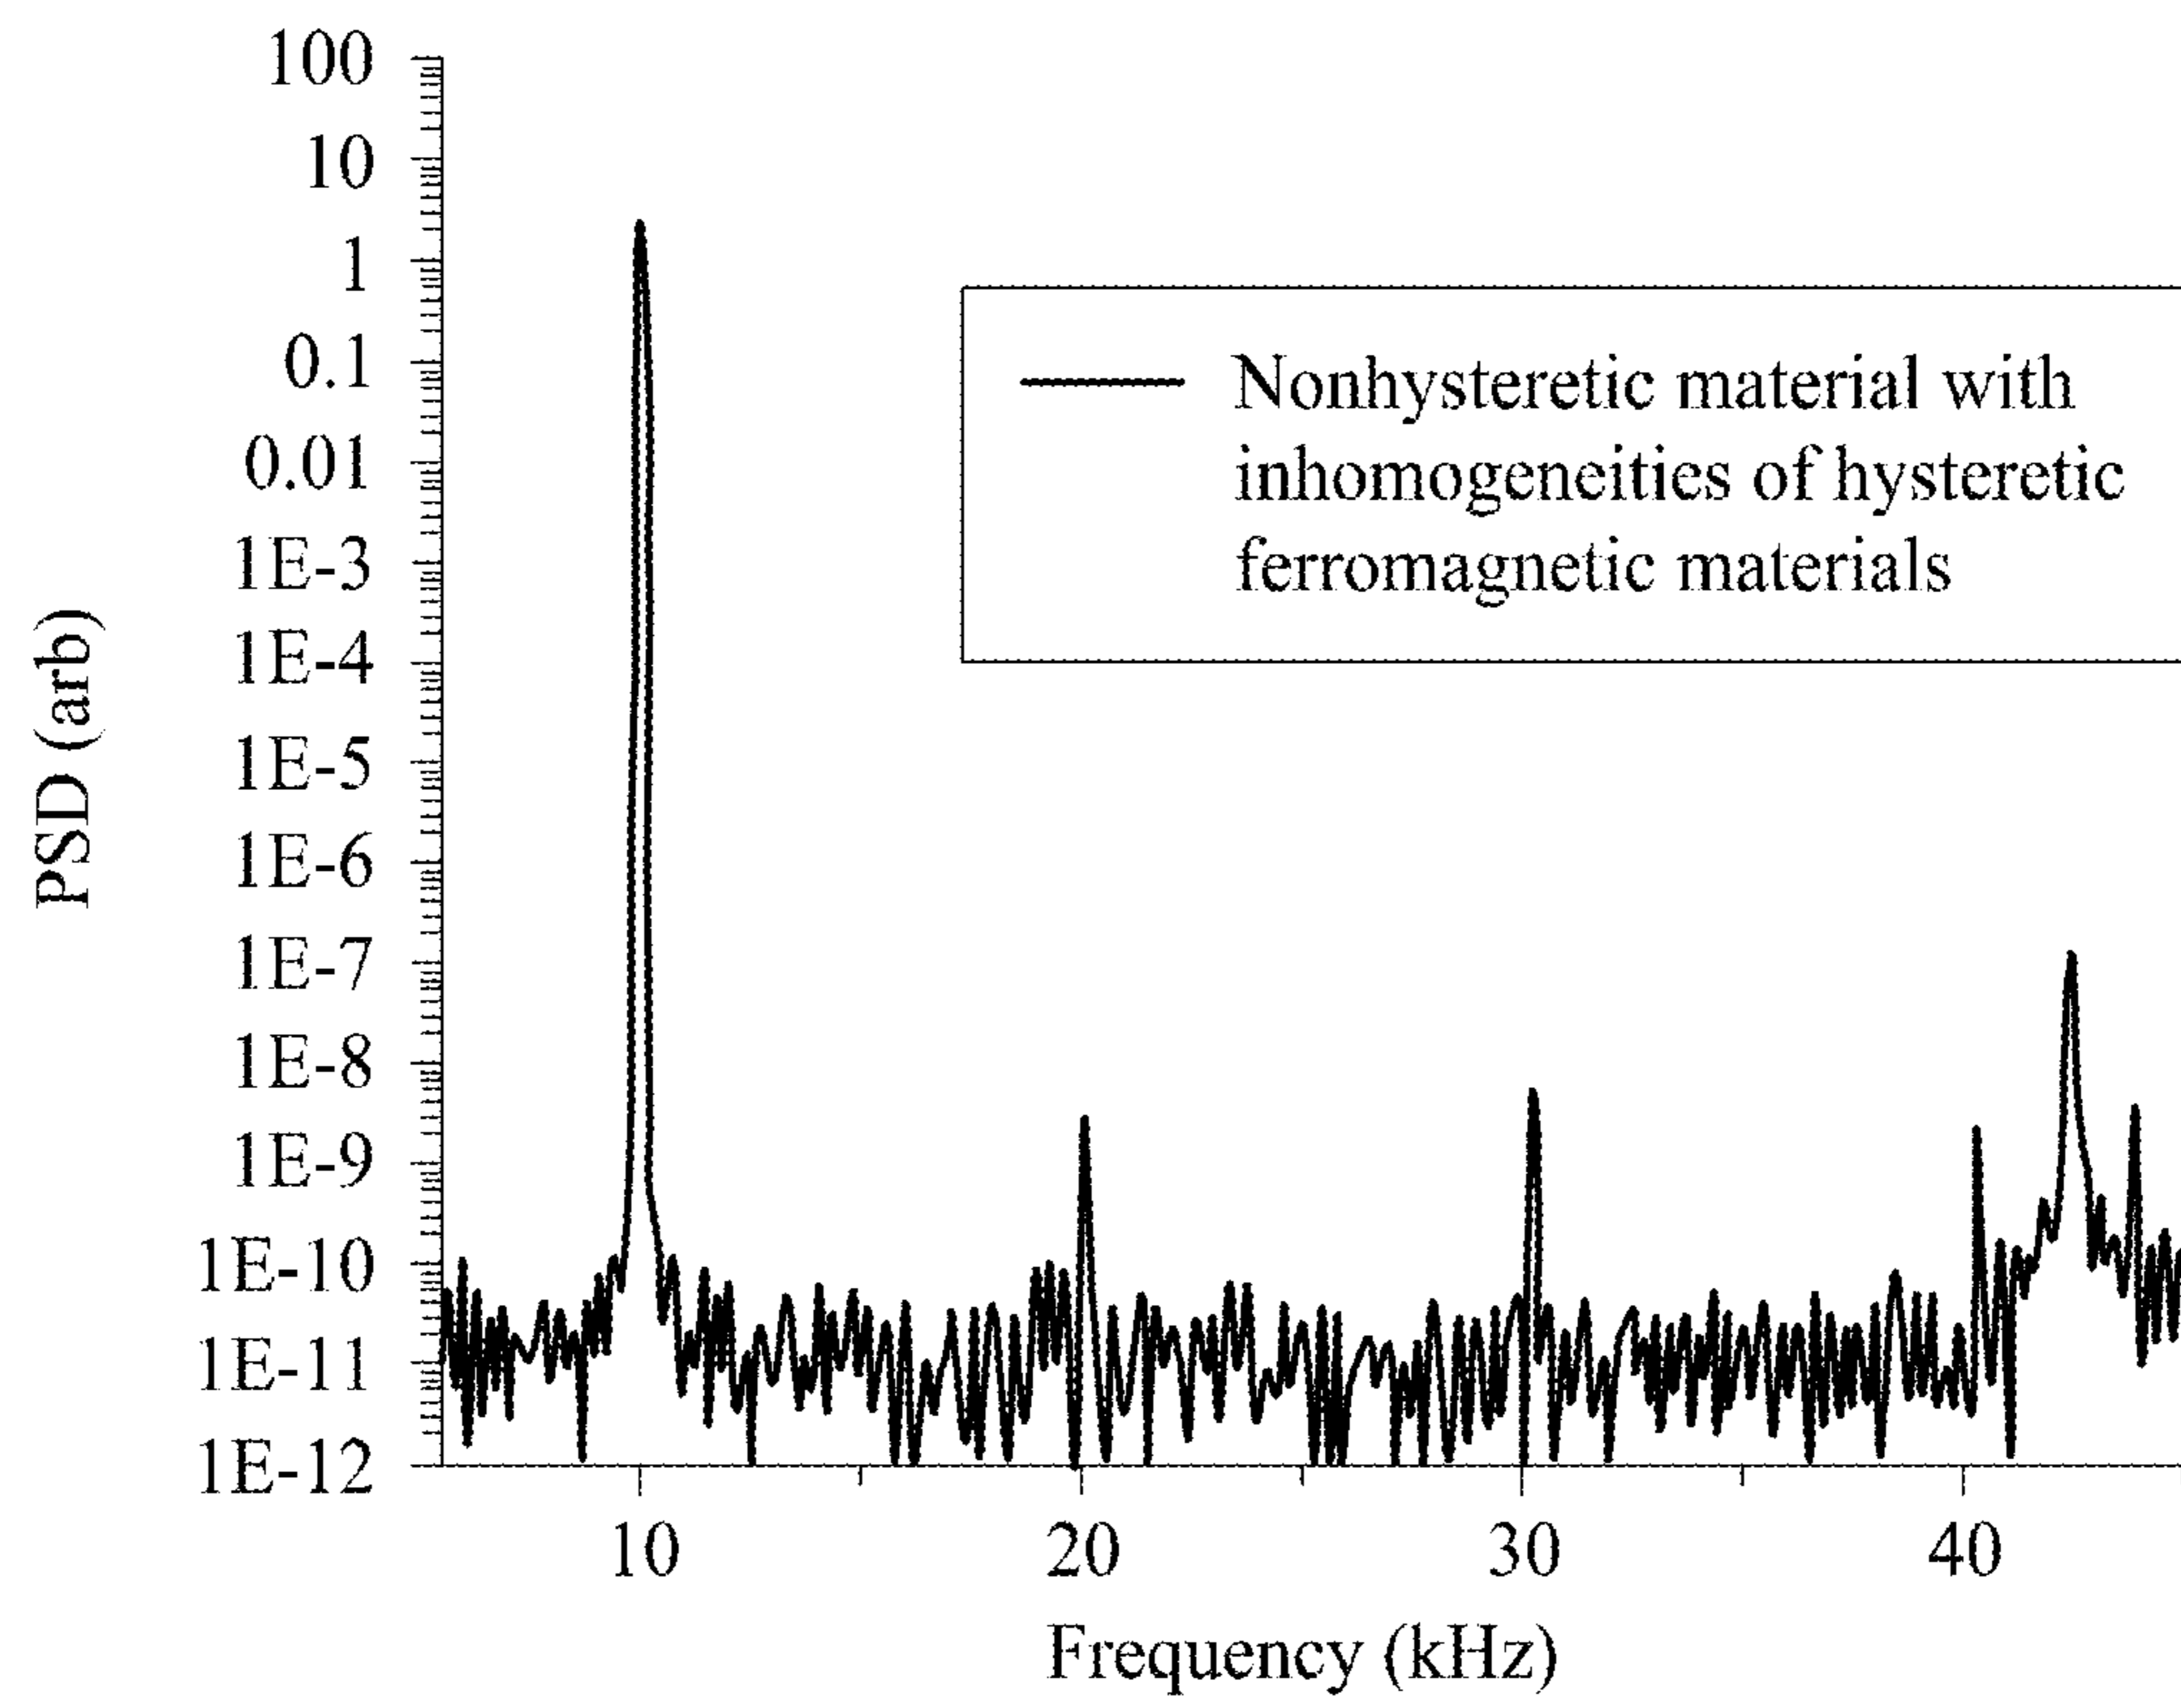 100
10
1
0.1
0.01
1E-3
1E-4
1E-5
1E-6
1E-7
1E-8
1E-9
1E-10
1E-11
1E-12
PSD (arb)
Nonhysteretic material with
inhomogeneities of hysteretic
ferromagnetic materials
10 20 30 40
Frequency (kHz)